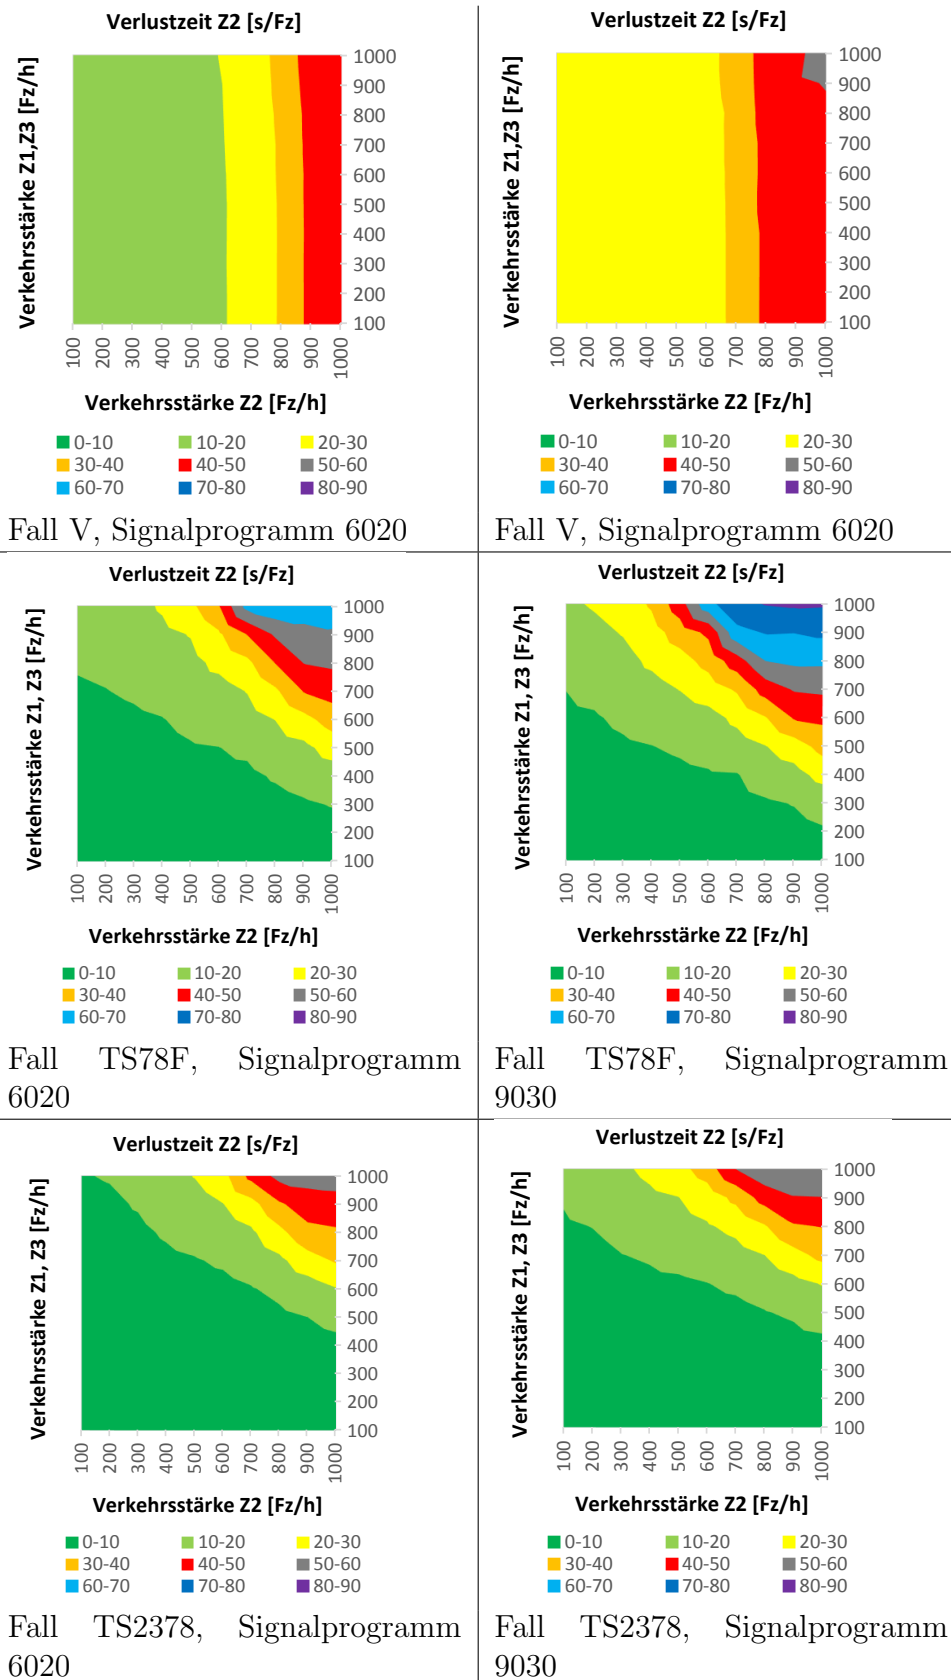 Verlustzeit Z2 [s/Fz]
Verkehrsstärke Z1,Z3 [Fz/h]
1000
900
800
700
600
500
400
300
200
100
100 200 300 400 500 600 700 800 900 1000
Verkehrsstärke Z2 [Fz/h]
0-10 10-20 20-30
30-40 40-50 50-60
60-70 70-80 80-90
Fall V, Signalprogramm 6020
Verlustzeit Z2 [s/Fz]
Verkehrsstärke Z1,Z3 [Fz/h]
1000
900
800
700
600
500
400
300
200
100
100 200 300 400 500 600 700 800 900 1000
Verkehrsstärke Z2 [Fz/h]
0-10 10-20 20-30
30-40 40-50 50-60
60-70 70-80 80-90
Fall V, Signalprogramm 6020
Verlustzeit Z2 [s/Fz]
Verkehrsstärke Z1, Z3 [Fz/h]
1000
900
800
700
600
500
400
300
200
100
100 200 300 400 500 600 700 800 900 1000
Verkehrsstärke Z2 [Fz/h]
0-10 10-20 20-30
30-40 40-50 50-60
60-70 70-80 80-90
Fall TS78F, Signalprogramm
6020
Verlustzeit Z2 [s/Fz]
Verkehrsstärke Z1, Z3 [Fz/h]
1000
900
800
700
600
500
400
300
200
100
100 200 300 400 500 600 700 800 900 1000
Verkehrsstärke Z2 [Fz/h]
0-10 10-20 20-30
30-40 40-50 50-60
60-70 70-80 80-90
Fall TS78F, Signalprogramm
9030
Verlustzeit Z2 [s/Fz]
Verkehrsstärke Z1, Z3 [Fz/h]
1000
900
800
700
600
500
400
300
200
100
100 200 300 400 500 600 700 800 900 1000
Verkehrsstärke Z2 [Fz/h]
0-10 10-20 20-30
30-40 40-50 50-60
60-70 70-80 80-90
Fall TS2378, Signalprogramm
6020
Verlustzeit Z2 [s/Fz]
Verkehrsstärke Z1, Z3 [Fz/h]
1000
900
800
700
600
500
400
300
200
100
100 200 300 400 500 600 700 800 900 1000
Verkehrsstärke Z2 [Fz/h]
0-10 10-20 20-30
30-40 40-50 50-60
60-70 70-80 80-90
Fall TS2378, Signalprogramm
9030